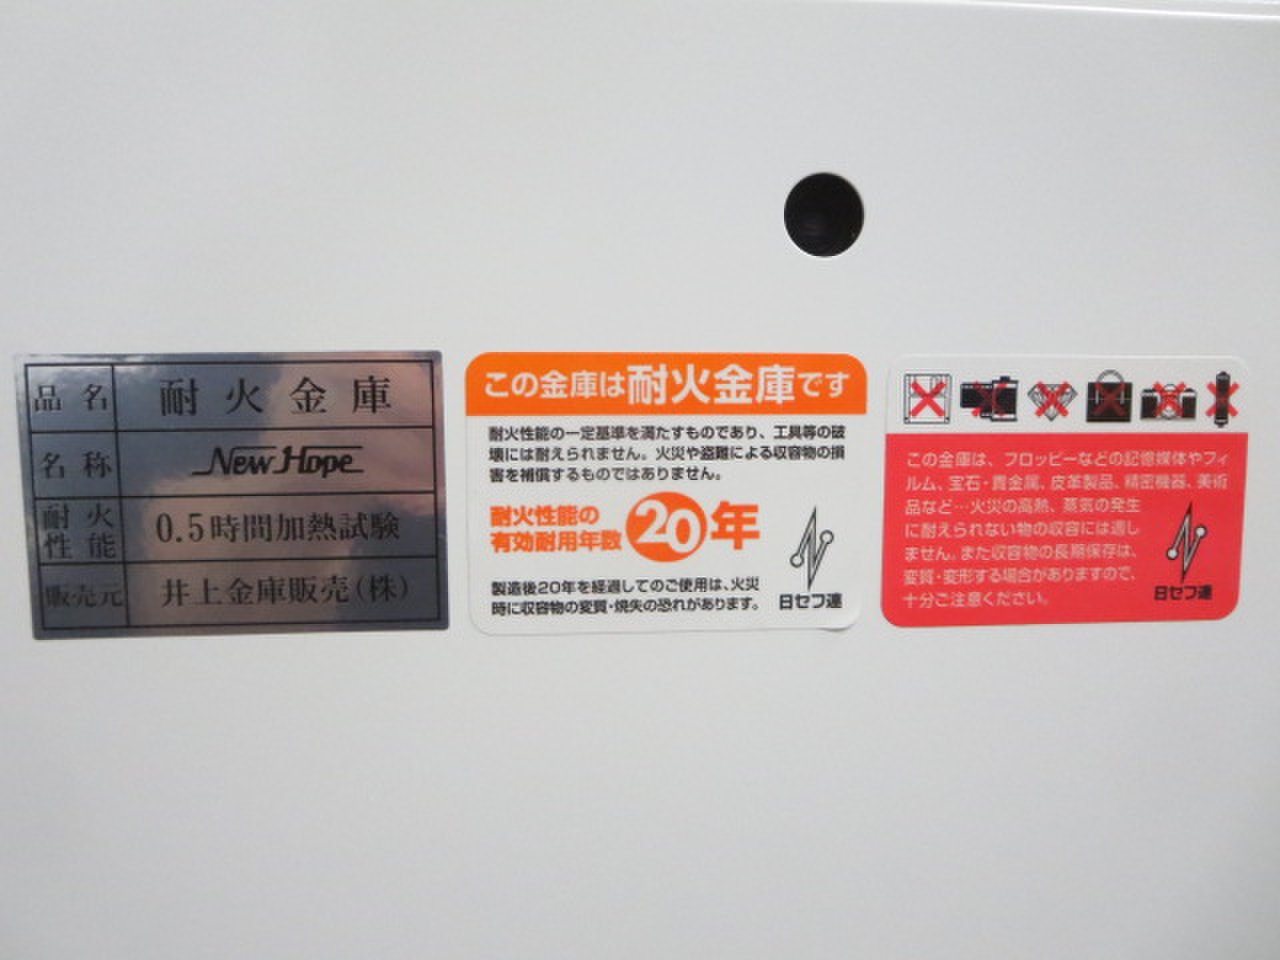 品名 耐火金庫
名称 New Hope
耐火性能 0.5時間加熱試験
販売元 井上金庫販売(株)
この金庫は耐火金庫です
耐火性能の一定基準を満たすものであり、工具等の破
壊には耐えられません。火災や盗難による収容物の損
害を補償するものではありません。
耐火性能の
有効耐用年数 20年
製造後20年を経過してのご使用は、火災
時に収容物の変質・焼失の恐れがあります。
日セフ連
この金庫は、フロッピーなどの記憶媒体やフィ
ルム、宝石・貴金属、皮革製品、精密機器、美術
品など…火災の高熱、蒸気の発生
に耐えられない物の収容には適し
ません。また収容物の長期保存は、
変質・変形する場合がありますので、
十分ご注意ください。
日セフ連